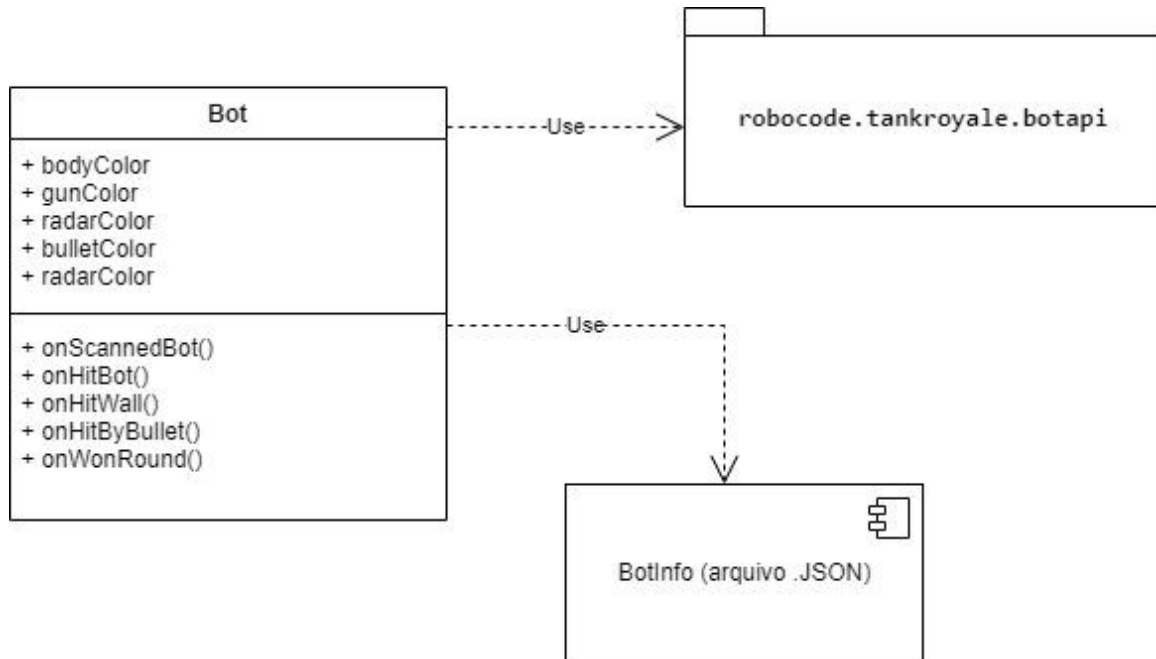 Bot
+ bodyColor
+ gunColor
+ radarColor
+ bulletColor
+ radarColor
+ onScannedBot()
+ onHitBot()
+ onHitWall()
+ onHitByBullet()
+ onWonRound()
Use
robocode.tankroyale.botapi
Use
BotInfo (arquivo .JSON)